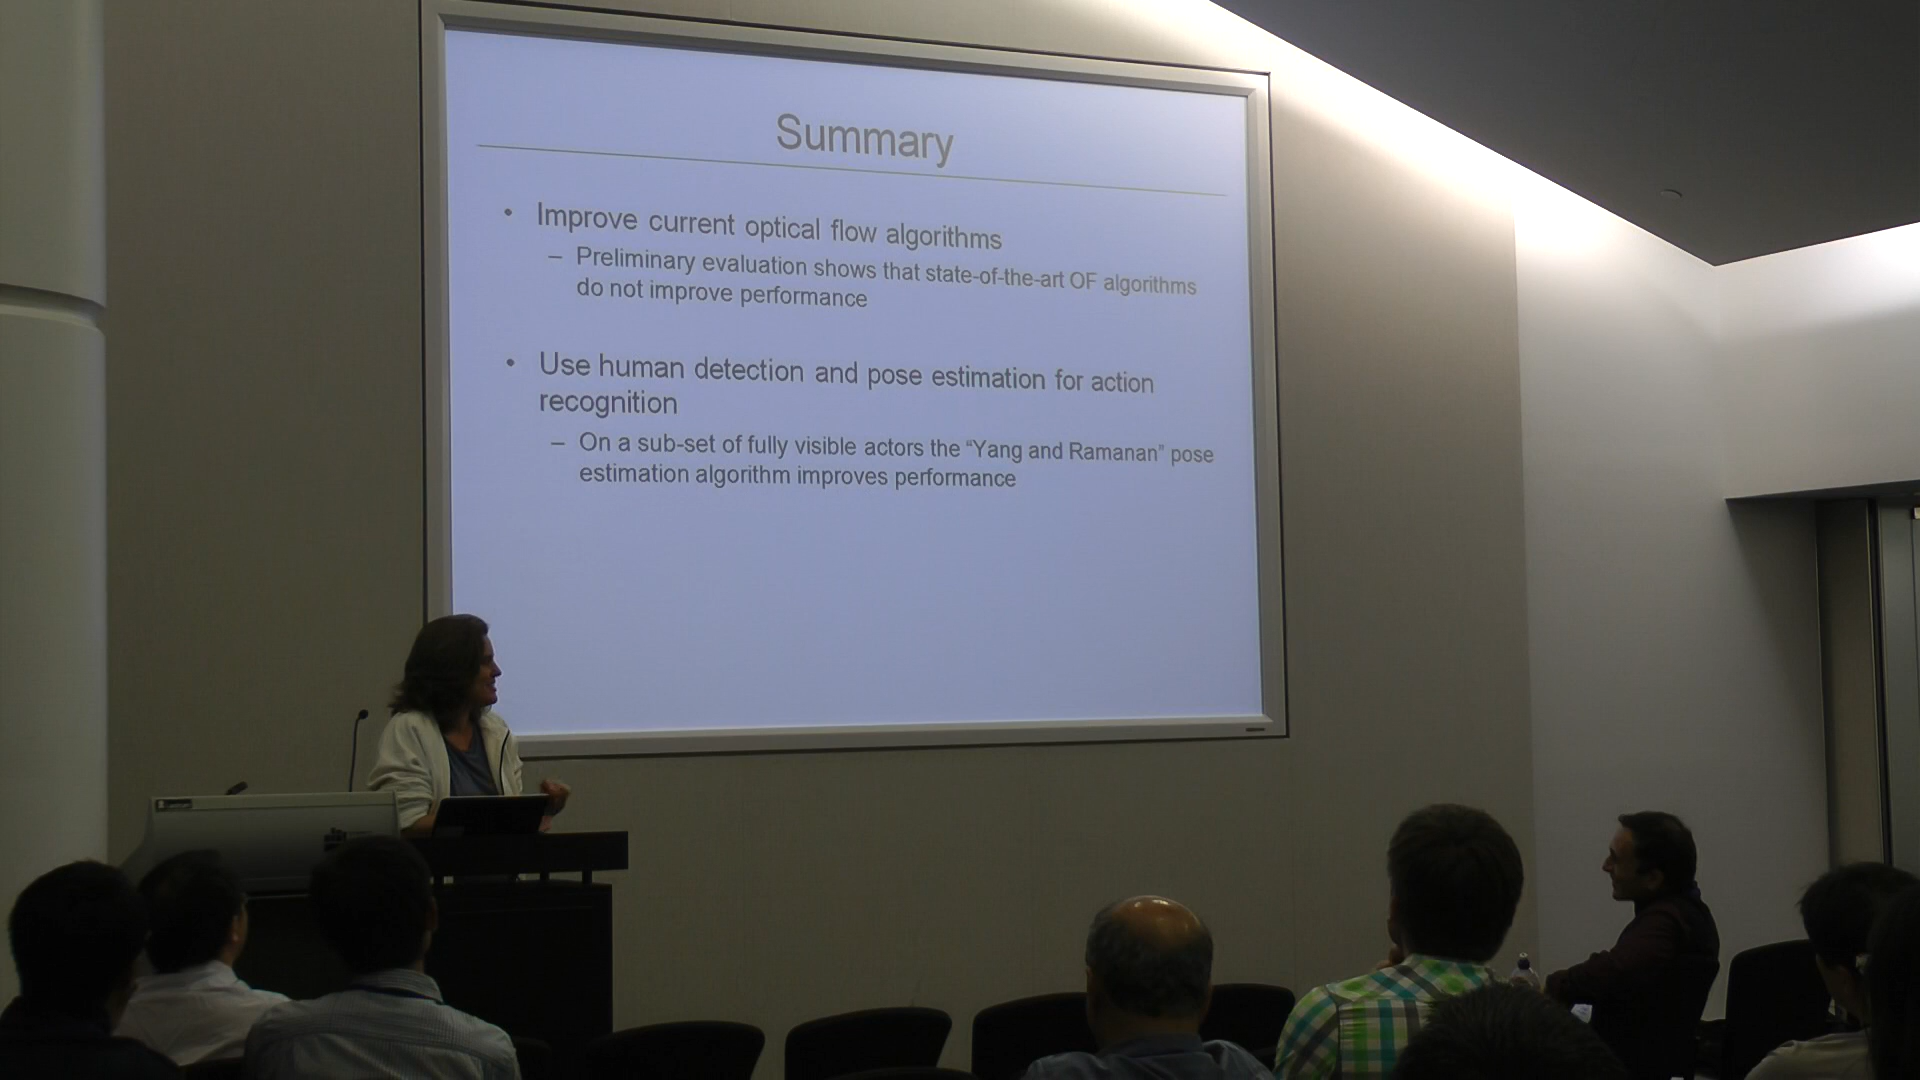 Summary
• Improve current optical flow algorithms
– Preliminary evaluation shows that state-of-the-art OF algorithms
do not improve performance
• Use human detection and pose estimation for action
recognition
– On a sub-set of fully visible actors the “Yang and Ramanan” pose
estimation algorithm improves performance